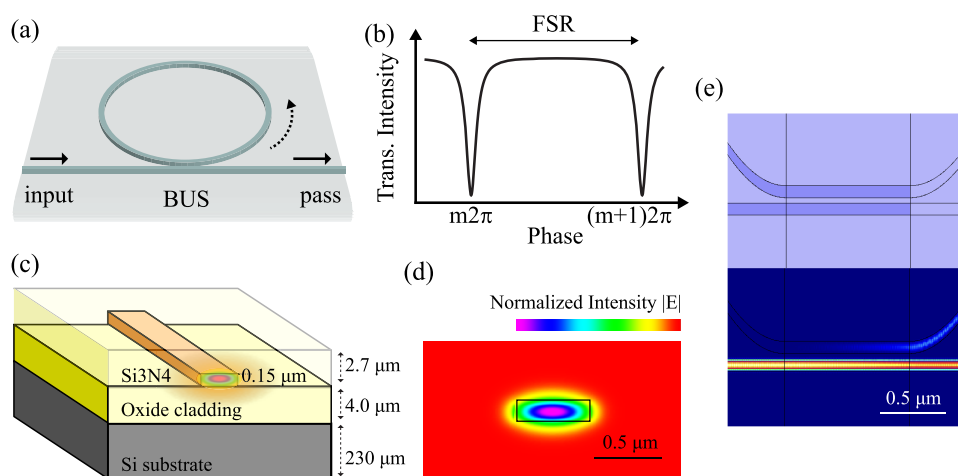 (a)
input
BUS
pass
(b)
FSR
Trans. Intensity
m2π
(m+1)2π
Phase
(c)
Si3N4
0.15 μm
Oxide cladding
Si substrate
2.7 μm
4.0 μm
230 μm
(d)
Normalized Intensity |E|
0.5 μm
(e)
0.5 μm